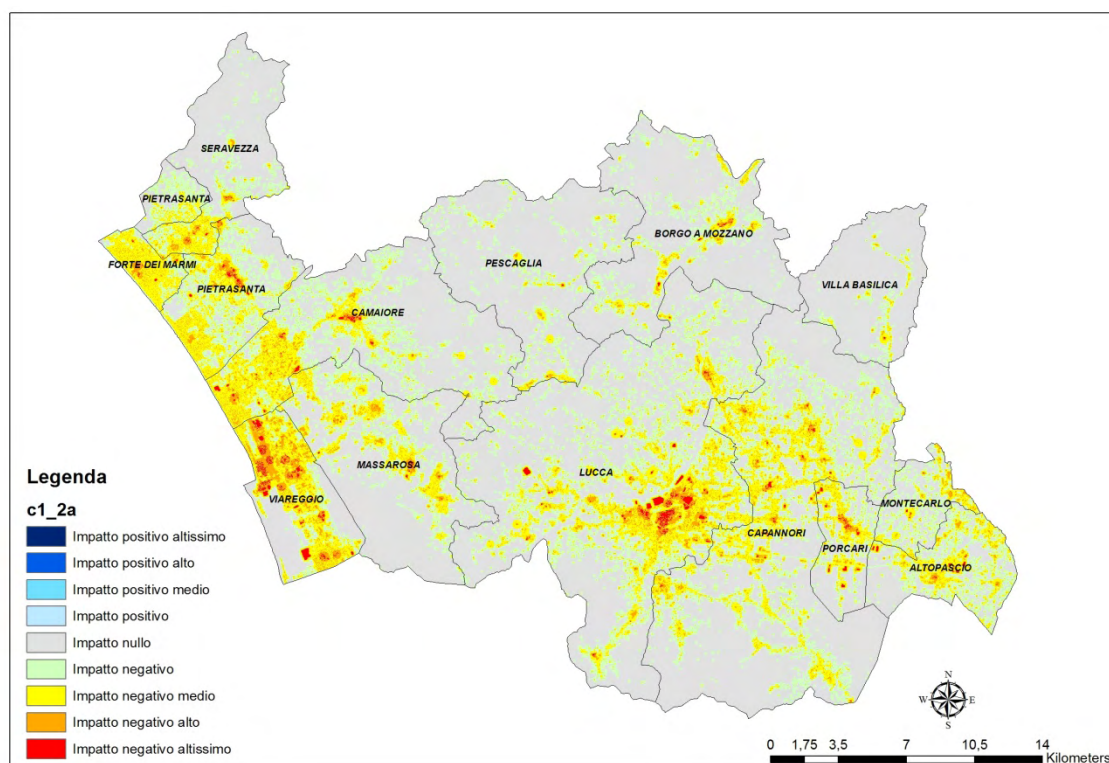 SERAVEZZA
PIETRASANTA
FORTE DEI MARMI
PIETRASANTA
CAMAIORE
PESCAGLIA
BORGO A MOZZANO
VILLA BASILICA
MASSAROSA
VIAREGGIO
LUCCA
CAPANNORI
PORCARI
MONTECARLO
ALTOPASCIO
Legenda
c1_2a
Impatto positivo altissimo
Impatto positivo alto
Impatto positivo medio
Impatto positivo
Impatto nullo
Impatto negativo
Impatto negativo medio
Impatto negativo alto
Impatto negativo altissimo
N
W E
S
0 1,75 3,5 7 10,5 14
Kilometers